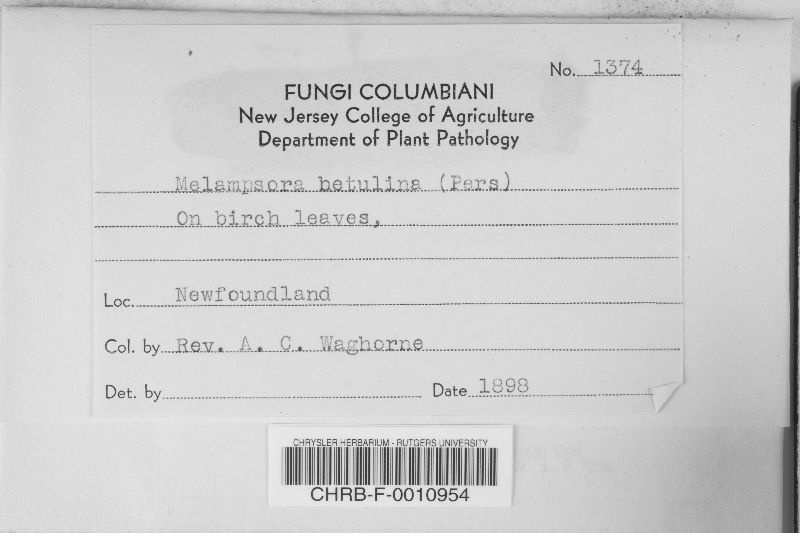 No. 1374
FUNGI COLUMBIANI
New Jersey College of Agriculture
Department of Plant Pathology
Melampsora betulina (Pers)
On birch leaves,
Loc. Newfoundland
Col. by Rev. A. C. Waghorne
Det. by
Date 1898
CHRYSLER HERBARIUM - RUTGERS UNIVERSITY
CHRB-F-0010954